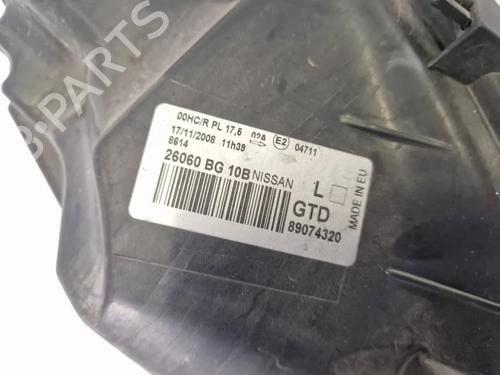 00HC/R PL 17,5 02A E2 04711
17/11/2008 11h39
8614
26060 BG 10B NISSAN L
GTD
89074320
MADE IN EU
B-PARTS